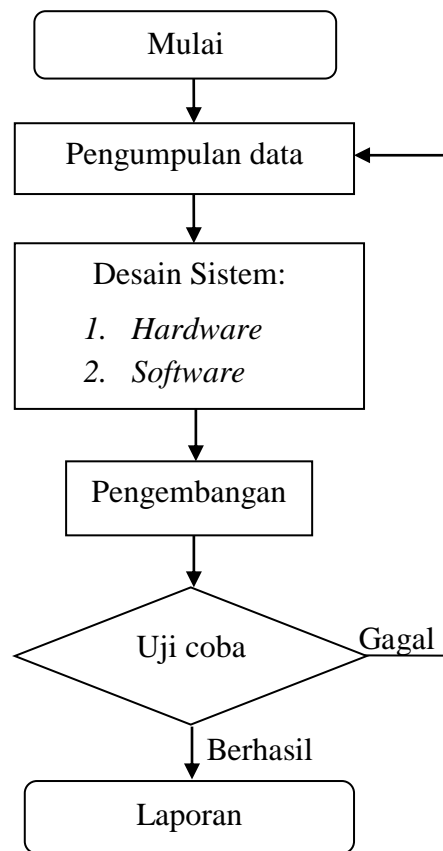 Mulai
Pengumpulan data
Desain Sistem:
1. Hardware
2. Software
Pengembangan
Uji coba
Gagal
Berhasil
Laporan